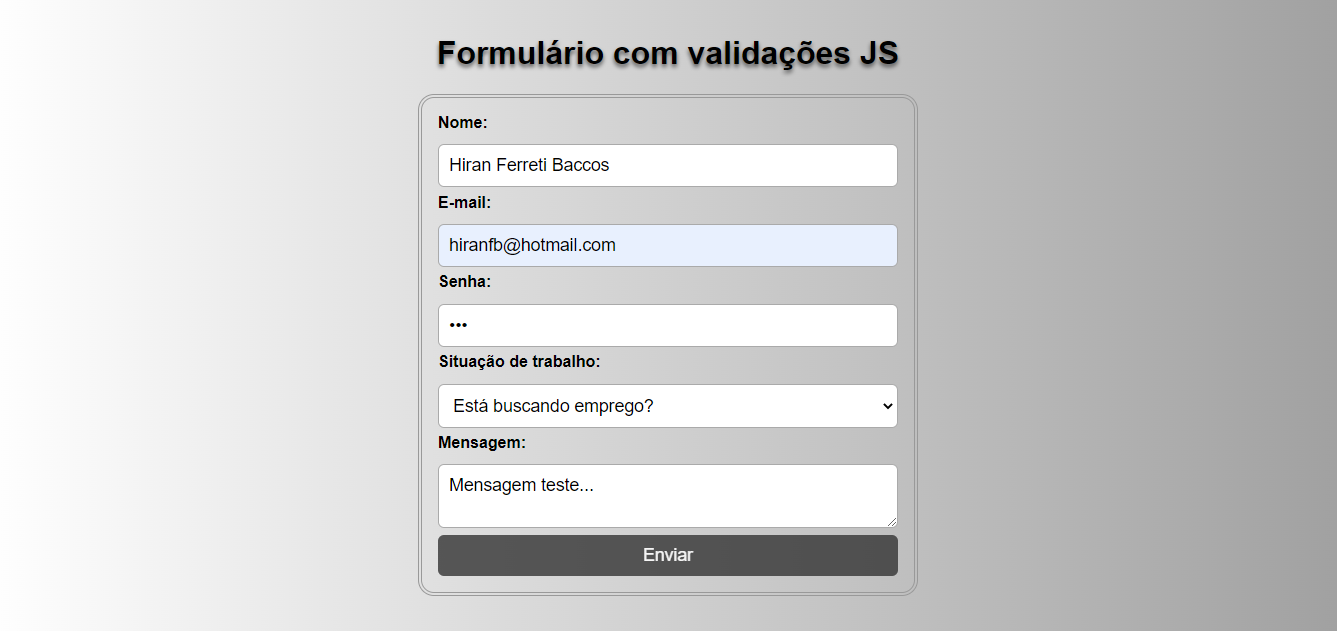 Formulário com validações JS
Nome:
Hiran Ferreti Baccos
E-mail:
hiranfb@hotmail.com
Senha:
•••
Situação de trabalho:
Está buscando emprego?
Mensagem:
Mensagem teste...
Enviar